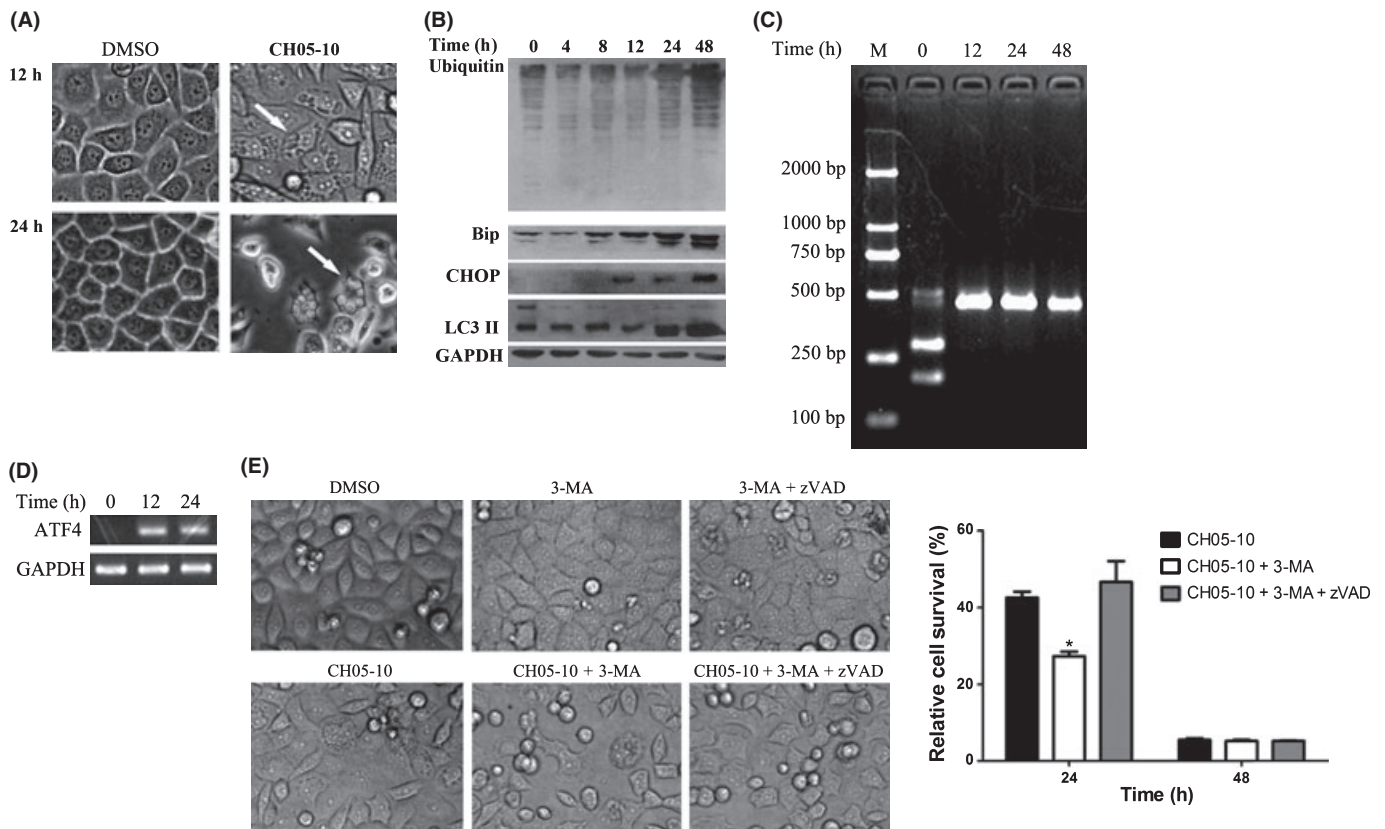 (A)
DMSO CH05-10
12 h
24 h
(B)
Time (h) 0 4 8 12 24 48
Ubiquitin
Bip
CHOP
LC3 II
GAPDH
(C)
Time (h) M 0 12 24 48
2000 bp
1000 bp
750 bp
500 bp
250 bp
100 bp
(D)
Time (h) 0 12 24
ATF4
GAPDH
(E)
DMSO 3-MA 3-MA + zVAD
CH05-10 CH05-10 + 3-MA CH05-10 + 3-MA + zVAD
Relative cell survival (%)
60
40
20
0
*
24 48
Time (h)
CH05-10
CH05-10 + 3-MA
CH05-10 + 3-MA + zVAD